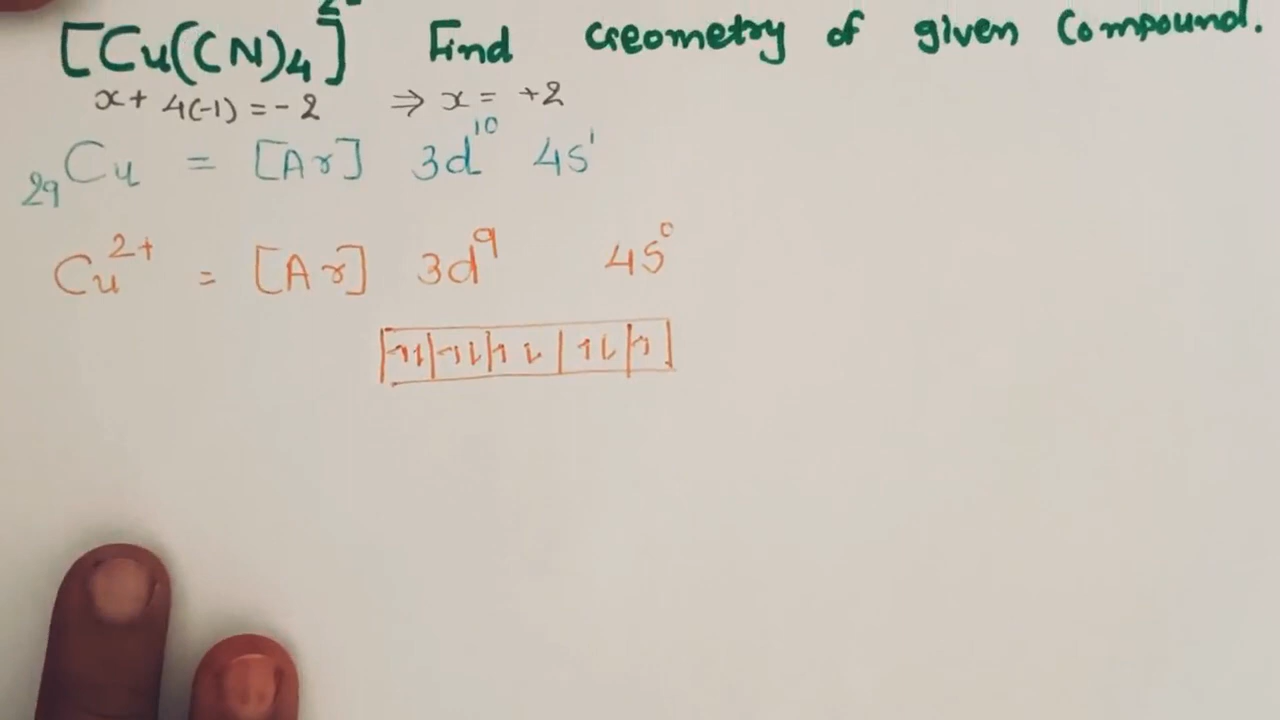 [Cu(CN)4]2- Find Geometry of given Compound.
x + 4(-1) = -2 ⇒ x = +2
29Cu = [Ar] 3d10 4s1
Cu2+ = [Ar] 3d9 4s0
|↿⇂|↿⇂|↿⇂|↿⇂|↿|